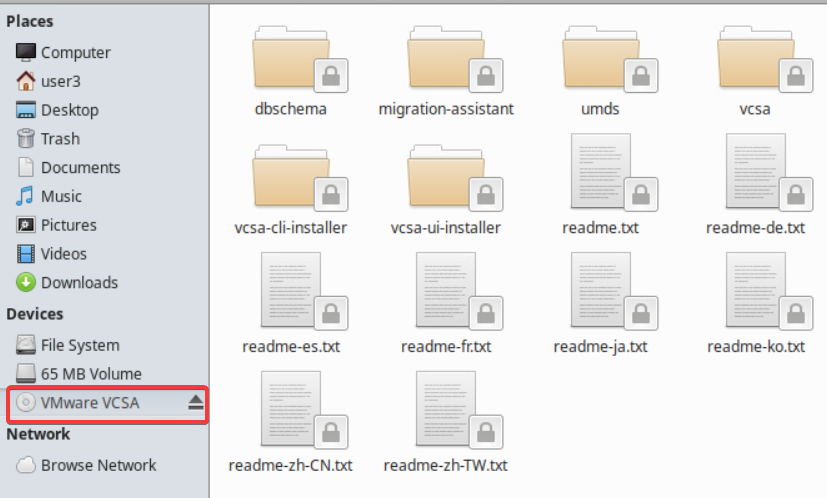 Places
Computer
user3
Desktop
Trash
Documents
Music
Pictures
Videos
Downloads
Devices
File System
65 MB Volume
VMware VCSA
Network
Browse Network
dbschema
migration-assistant
umds
vcsa
vcsa-cli-installer
vcsa-ui-installer
readme.txt
readme-de.txt
readme-es.txt
readme-fr.txt
readme-ja.txt
readme-ko.txt
readme-zh-CN.txt
readme-zh-TW.txt